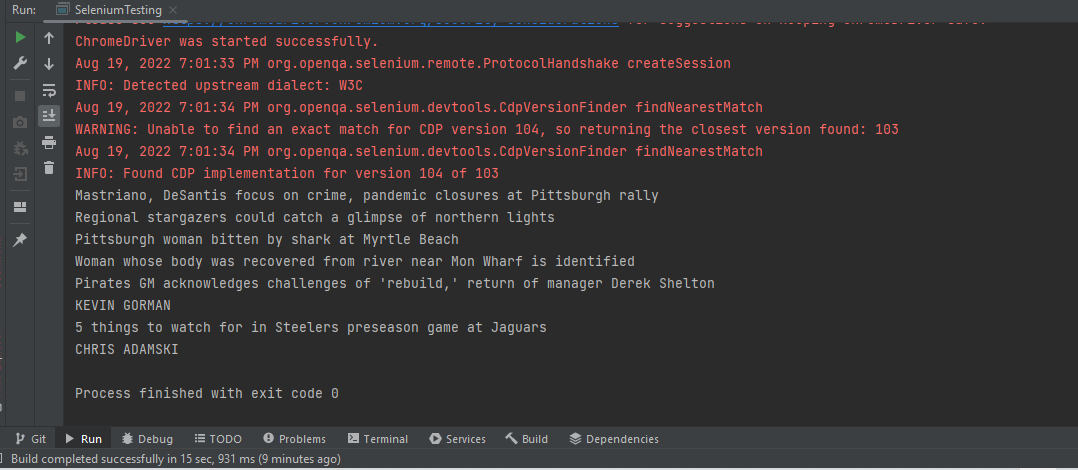 Run: SeleniumTesting
ChromeDriver was started successfully.
Aug 19, 2022 7:01:33 PM org.openqa.selenium.remote.ProtocolHandshake createSession
INFO: Detected upstream dialect: W3C
Aug 19, 2022 7:01:34 PM org.openqa.selenium.devtools.CdpVersionFinder findNearestMatch
WARNING: Unable to find an exact match for CDP version 104, so returning the closest version found: 103
Aug 19, 2022 7:01:34 PM org.openqa.selenium.devtools.CdpVersionFinder findNearestMatch
INFO: Found CDP implementation for version 104 of 103
Mastriano, DeSantis focus on crime, pandemic closures at Pittsburgh rally
Regional stargazers could catch a glimpse of northern lights
Pittsburgh woman bitten by shark at Myrtle Beach
Woman whose body was recovered from river near Mon Wharf is identified
Pirates GM acknowledges challenges of 'rebuild,' return of manager Derek Shelton
KEVIN GORMAN
5 things to watch for in Steelers preseason game at Jaguars
CHRIS ADAMSKI
Process finished with exit code 0
Git Run Debug TODO Problems Terminal Services Build Dependencies
Build completed successfully in 15 sec, 931 ms (9 minutes ago)